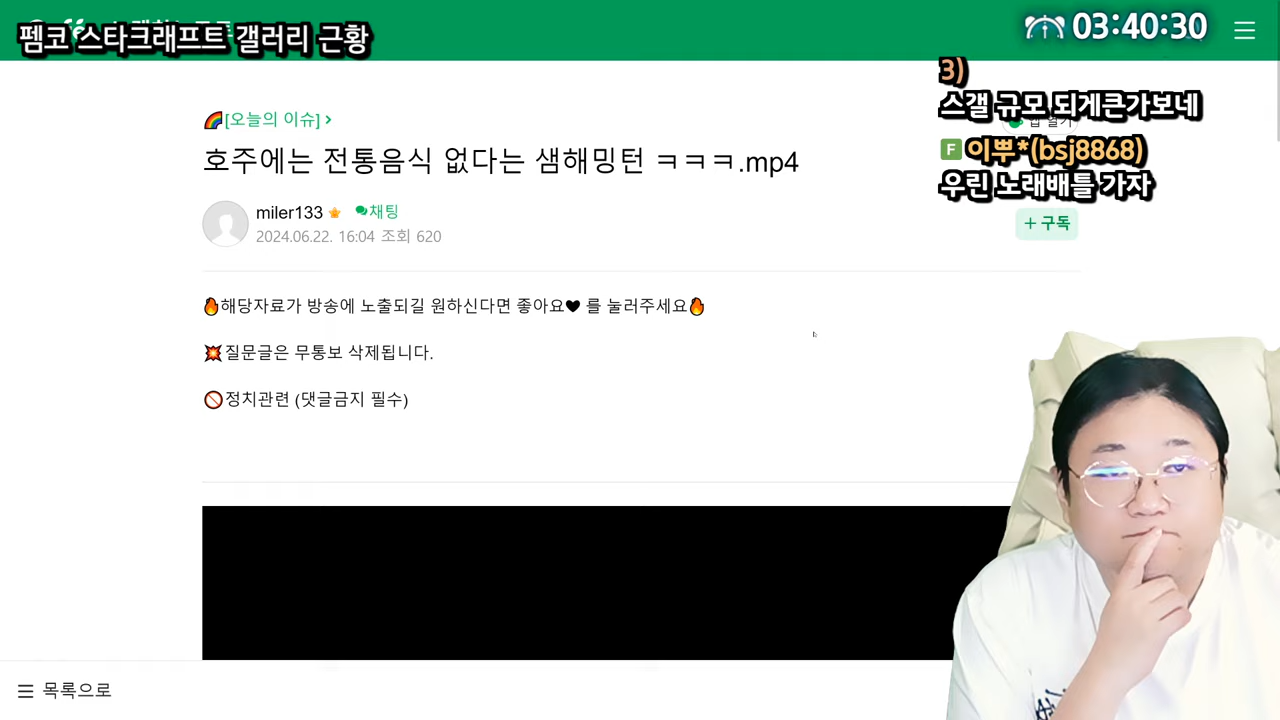 펨코 스타크래프트 갤러리 근황
03:40:30
3)
스갤 규모 되게큰가보네
F 이뿌*(bsj8868)
우린 노래배틀 가자
🌈[오늘의 이슈] >
앱 열기
호주에는 전통음식 없다는 샘해밍턴 ㅋㅋㅋ.mp4
miler133 채팅
2024.06.22. 16:04 조회 620
+ 구독
🔥해당자료가 방송에 노출되길 원하신다면 좋아요🖤 를 눌러주세요🔥
💥질문글은 무통보 삭제됩니다.
🚫정치관련 (댓글금지 필수)
목록으로